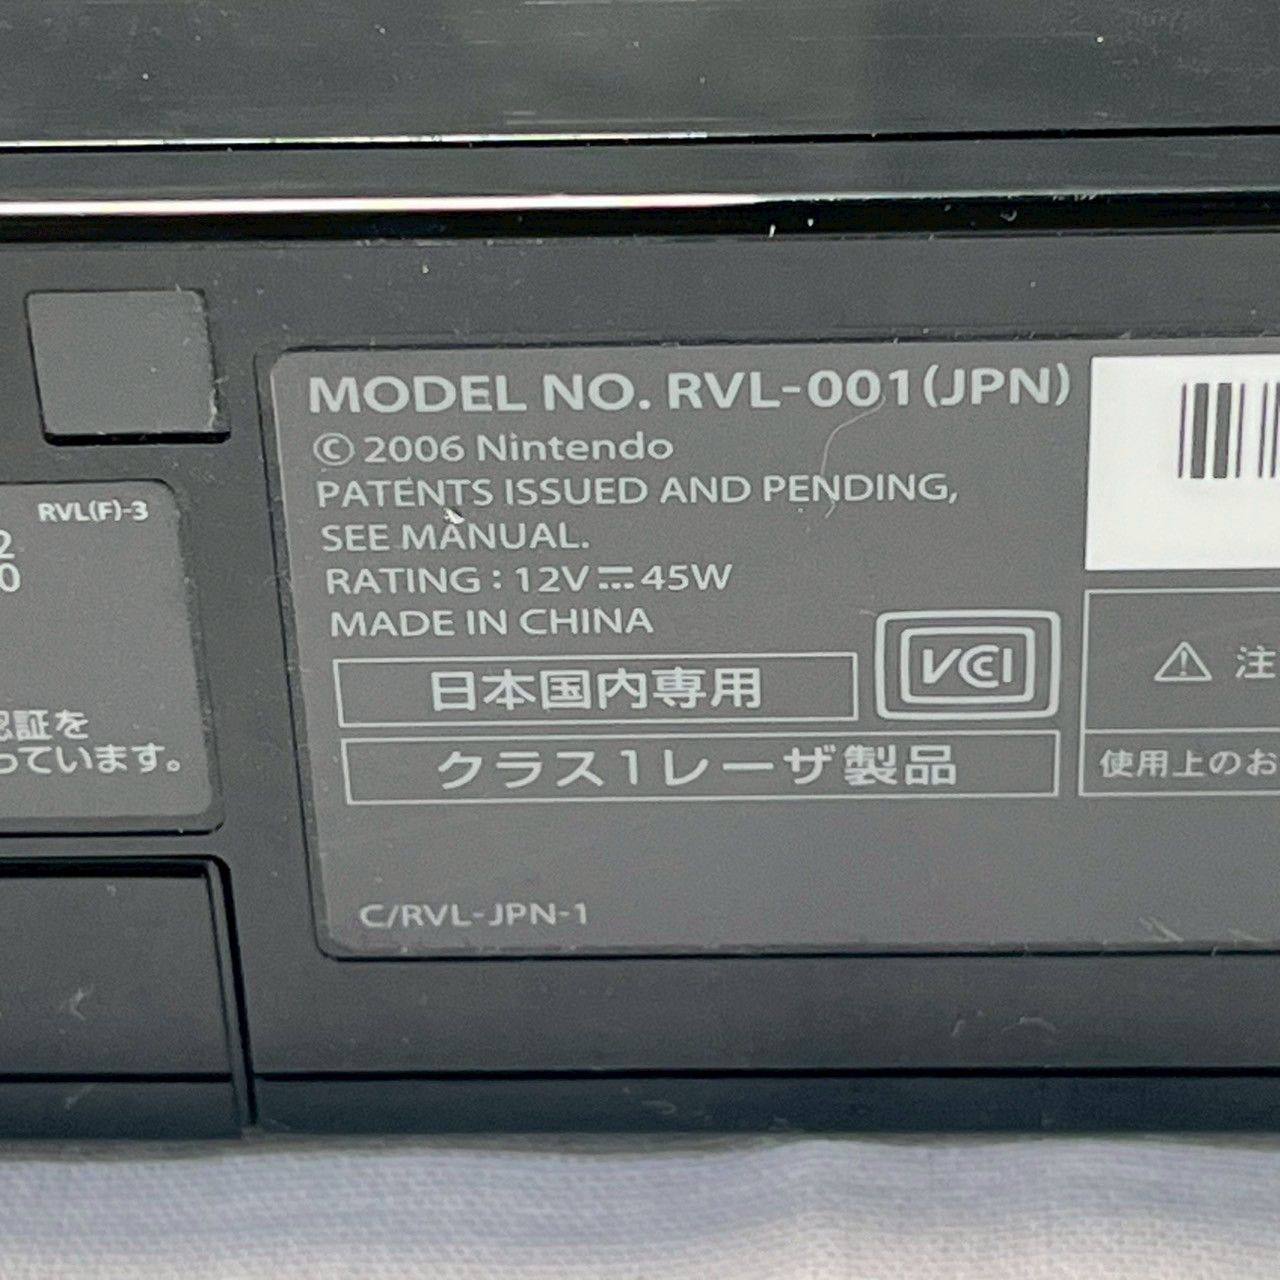 MODEL NO. RVL-001(JPN)
© 2006 Nintendo
PATENTS ISSUED AND PENDING,
SEE MANUAL.
RATING : 12V⎓45W
MADE IN CHINA
日本国内専用
VCCI
クラス1レーザ製品
C/RVL-JPN-1
RVL(F)-3
2
0
認証を
っています。
⚠ 注
使用上のお